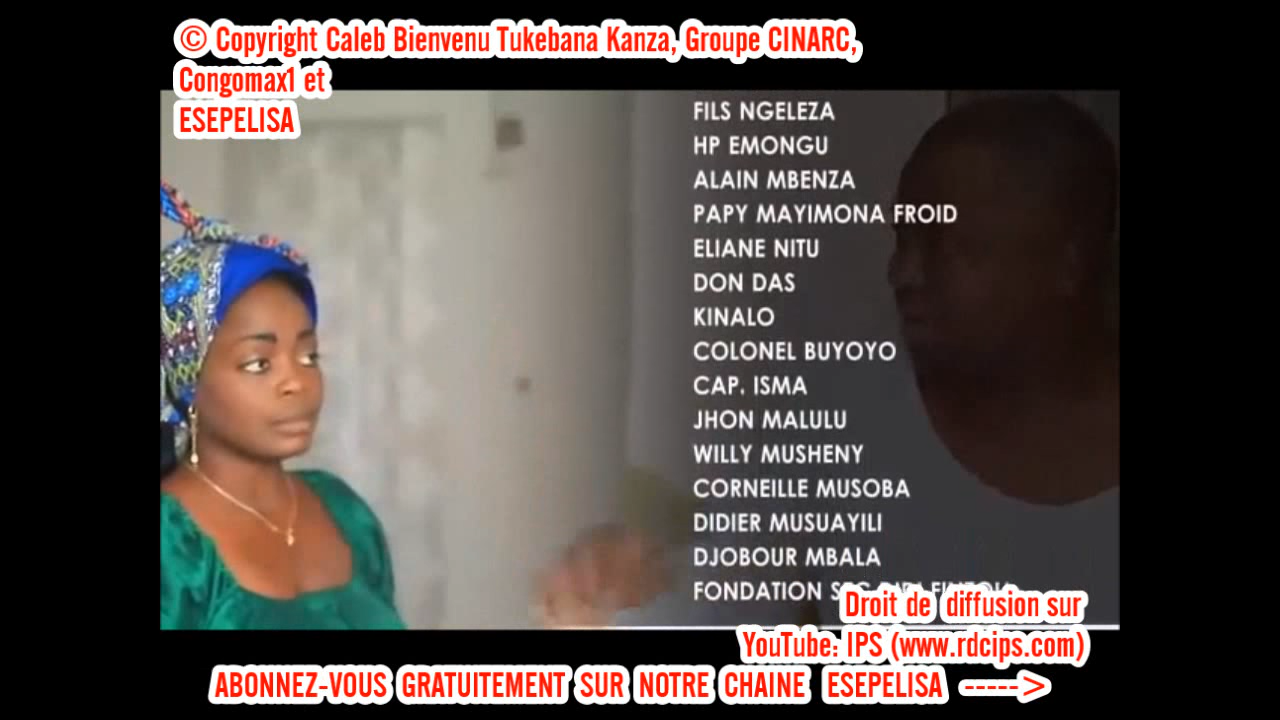 © Copyright Caleb Bienvenu Tukebana Kanza, Groupe CINARC,
Congomax1 et
ESEPELISA
FILS NGELEZA
HP EMONGU
ALAIN MBENZA
PAPY MAYIMONA FROID
ELIANE NITU
DON DAS
KINALO
COLONEL BUYOYO
CAP. ISMA
JHON MALULU
WILLY MUSHENY
CORNEILLE MUSOBA
DIDIER MUSUAYILI
DJOBOUR MBALA
FONDATION
Droit de diffusion sur
YouTube: IPS (www.rdcips.com)
ABONNEZ-VOUS GRATUITEMENT SUR NOTRE CHAINE ESEPELISA ----->